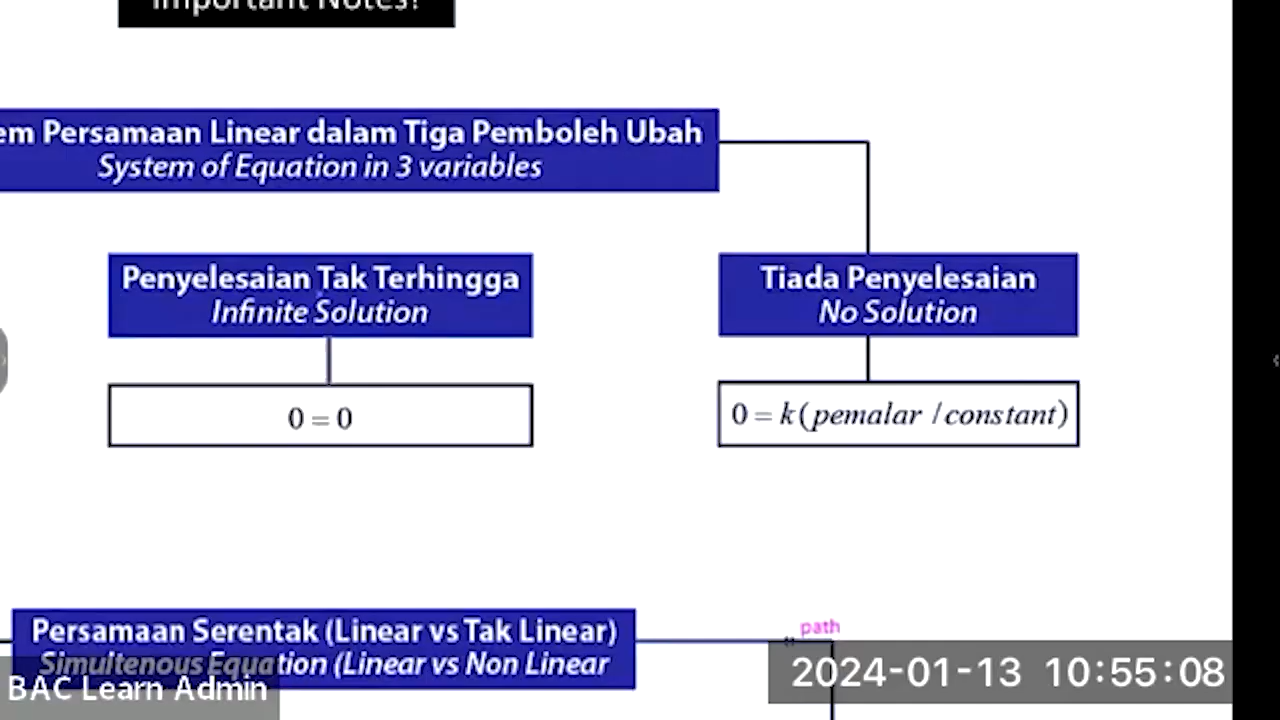 Important Notes!
em Persamaan Linear dalam Tiga Pemboleh Ubah
System of Equation in 3 variables
Penyelesaian Tak Terhingga
Infinite Solution
Tiada Penyelesaian
No Solution
0 = 0
0 = k (pemalar / constant)
Persamaan Serentak (Linear vs Tak Linear)
Simultenous Equation (Linear vs Non Linear
path
BAC Learn Admin
2024-01-13 10:55:08